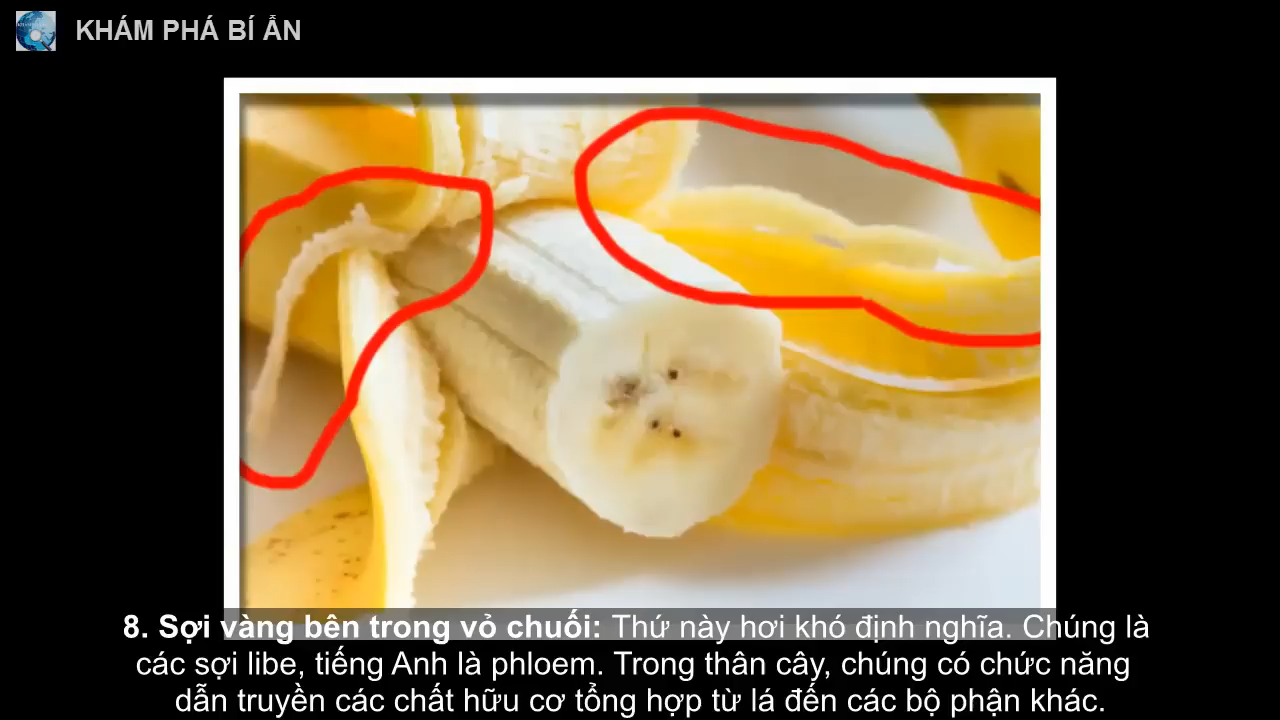 KHÁM PHÁ BÍ ẨN
8. Sợi vàng bên trong vỏ chuối: Thứ này hơi khó định nghĩa. Chúng là
các sợi libe, tiếng Anh là phloem. Trong thân cây, chúng có chức năng
dẫn truyền các chất hữu cơ tổng hợp từ lá đến các bộ phận khác.